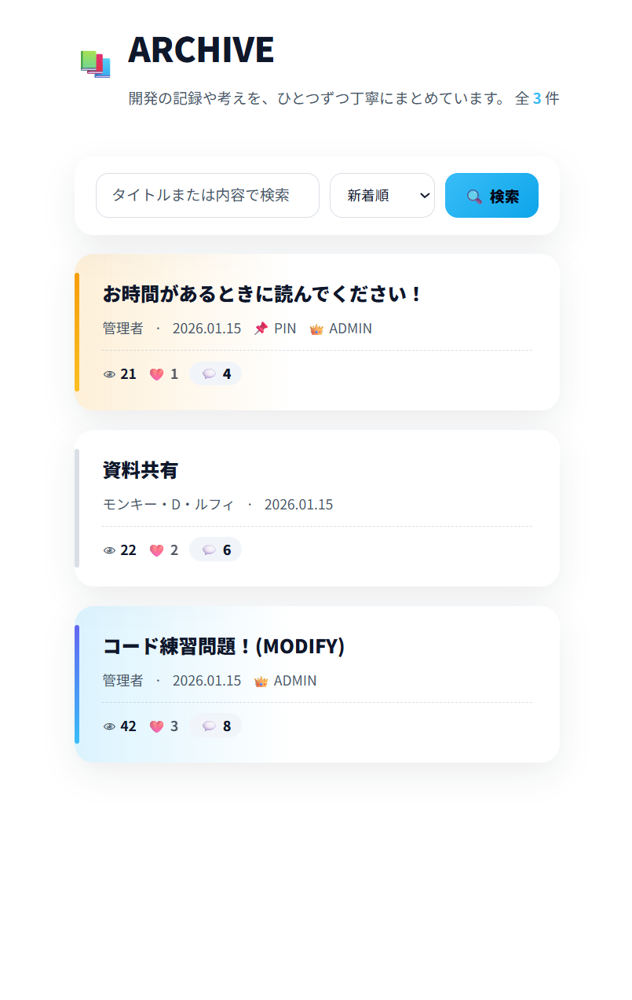 ARCHIVE
開発の記録や考えを、ひとつずつ丁寧にまとめています。 全 3 件
タイトルまたは内容で検索
新着順
検索
お時間があるときに読んでください！
管理者 · 2026.01.15 PIN ADMIN
21 1 4
資料共有
モンキー・D・ルフィ · 2026.01.15
22 2 6
コード練習問題！(MODIFY)
管理者 · 2026.01.15 ADMIN
42 3 8